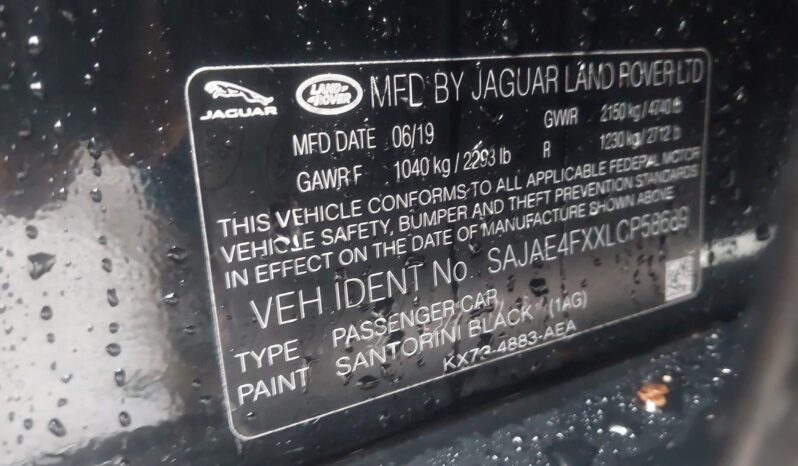 JAGUAR LAND ROVER MFD BY JAGUAR LAND ROVER LTD
MFD DATE 06/19 GVWR 2150 kg / 4740 lb
GAWR F 1040 kg / 2293 lb R 1230 kg / 2712 lb
THIS VEHICLE CONFORMS TO ALL APPLICABLE FEDERAL MOTOR
VEHICLE SAFETY, BUMPER AND THEFT PREVENTION STANDARDS
IN EFFECT ON THE DATE OF MANUFACTURE SHOWN ABOVE.
VEH IDENT No. SAJAE4FXXLCP58689
TYPE PASSENGER CAR
PAINT SANTORINI BLACK (1AG)
KX73-4883-AEA